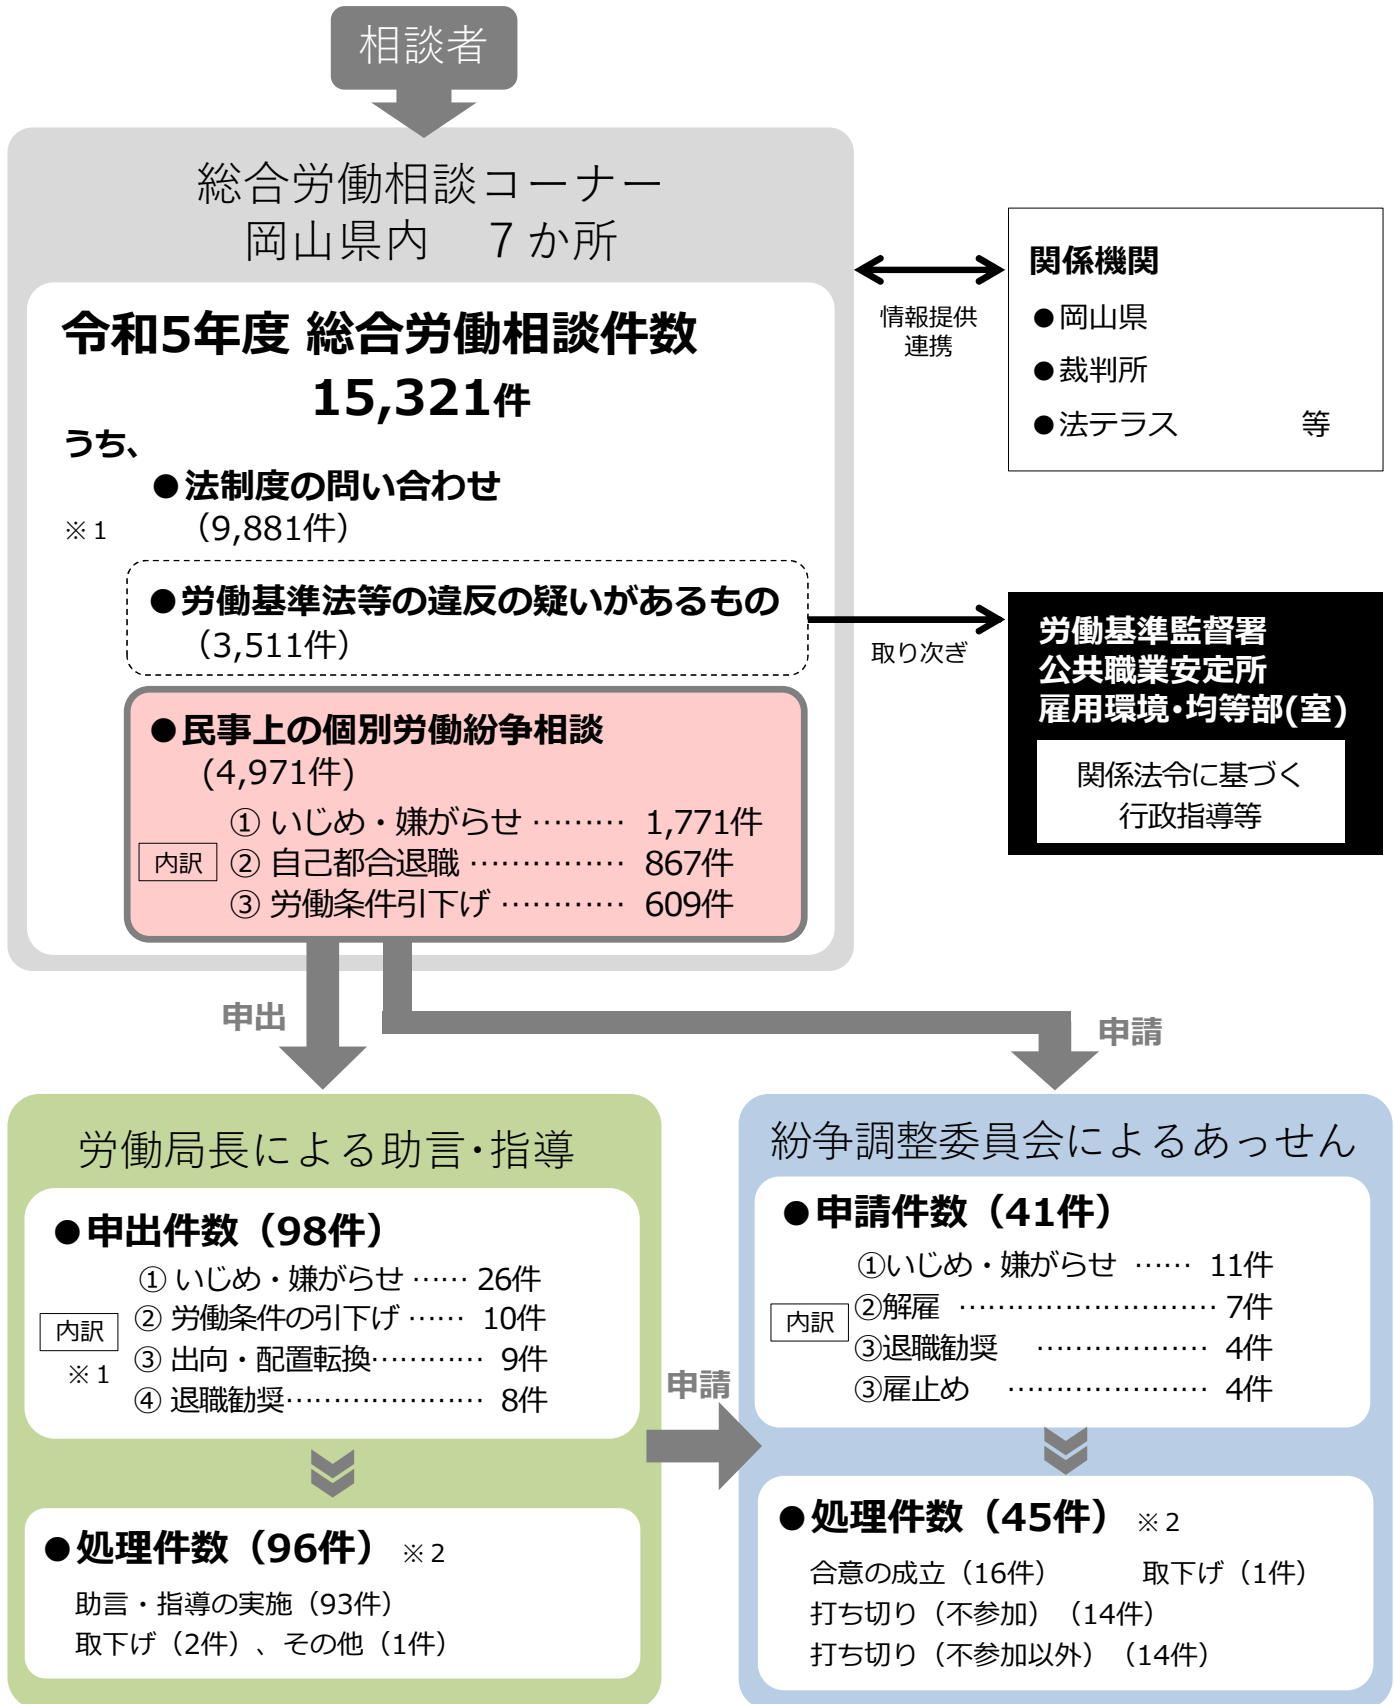 相談者
総合労働相談コーナー
岡山県内　７か所
令和5年度 総合労働相談件数
15,321件
うち、
●法制度の問い合わせ
※１ （9,881件）
●労働基準法等の違反の疑いがあるもの
（3,511件）
●民事上の個別労働紛争相談
(4,971件)
① いじめ・嫌がらせ ……… 1,771件
内訳 ② 自己都合退職 …………… 867件
③ 労働条件引下げ ………… 609件
情報提供
連携
関係機関
●岡山県
●裁判所
●法テラス　　　等
取り次ぎ
労働基準監督署
公共職業安定所
雇用環境・均等部(室)
関係法令に基づく
行政指導等
申出
申請
労働局長による助言・指導
●申出件数（98件）
① いじめ・嫌がらせ …… 26件
② 労働条件の引下げ …… 10件
内訳
③ 出向・配置転換………… 9件
※１
④ 退職勧奨………………… 8件
●処理件数（96件） ※２
助言・指導の実施（93件）
取下げ（2件）、その他（1件）
申請
紛争調整委員会によるあっせん
●申請件数（41件）
①いじめ・嫌がらせ …… 11件
②解雇 ……………………… 7件
内訳
③退職勧奨 ……………… 4件
③雇止め ………………… 4件
●処理件数（45件） ※２
合意の成立（16件）　　取下げ（1件）
打ち切り（不参加）（14件）
打ち切り（不参加以外）（14件）